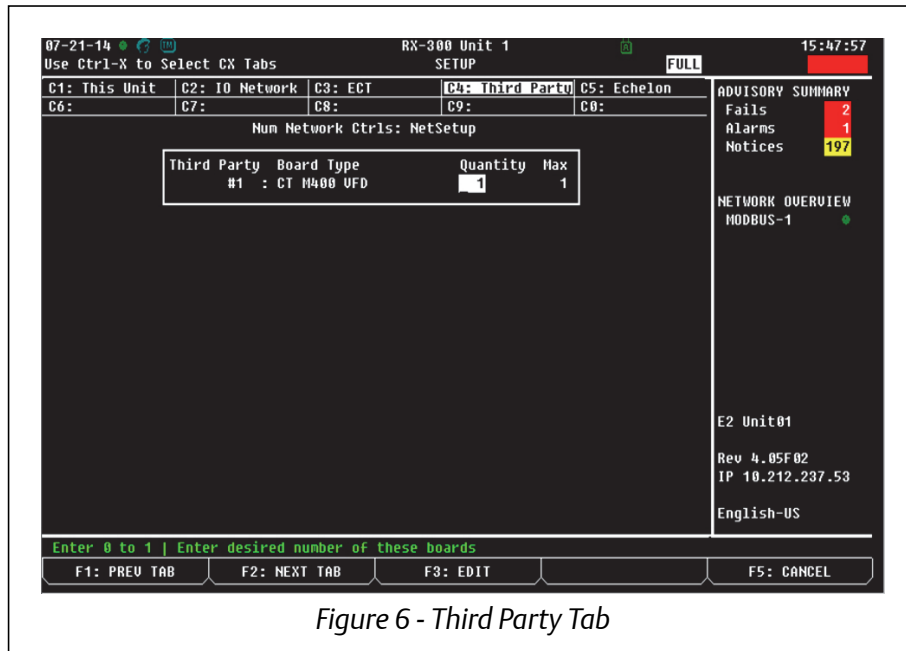 07-21-14 RX-300 Unit 1 15:47:57
Use Ctrl-X to Select CX Tabs SETUP FULL
C1: This Unit C2: IO Network C3: ECT C4: Third Party C5: Echelon
C6: C7: C8: C9: C0:
Num Network Ctrls: NetSetup
Third Party Board Type Quantity Max
#1 : CT M400 VFD 1 1
ADVISORY SUMMARY
Fails 2
Alarms 1
Notices 197
NETWORK OVERVIEW
MODBUS-1
E2 Unit01
Rev 4.05F02
IP 10.212.237.53
English-US
Enter 0 to 1 | Enter desired number of these boards
F1: PREV TAB F2: NEXT TAB F3: EDIT F5: CANCEL
Figure 6 - Third Party Tab